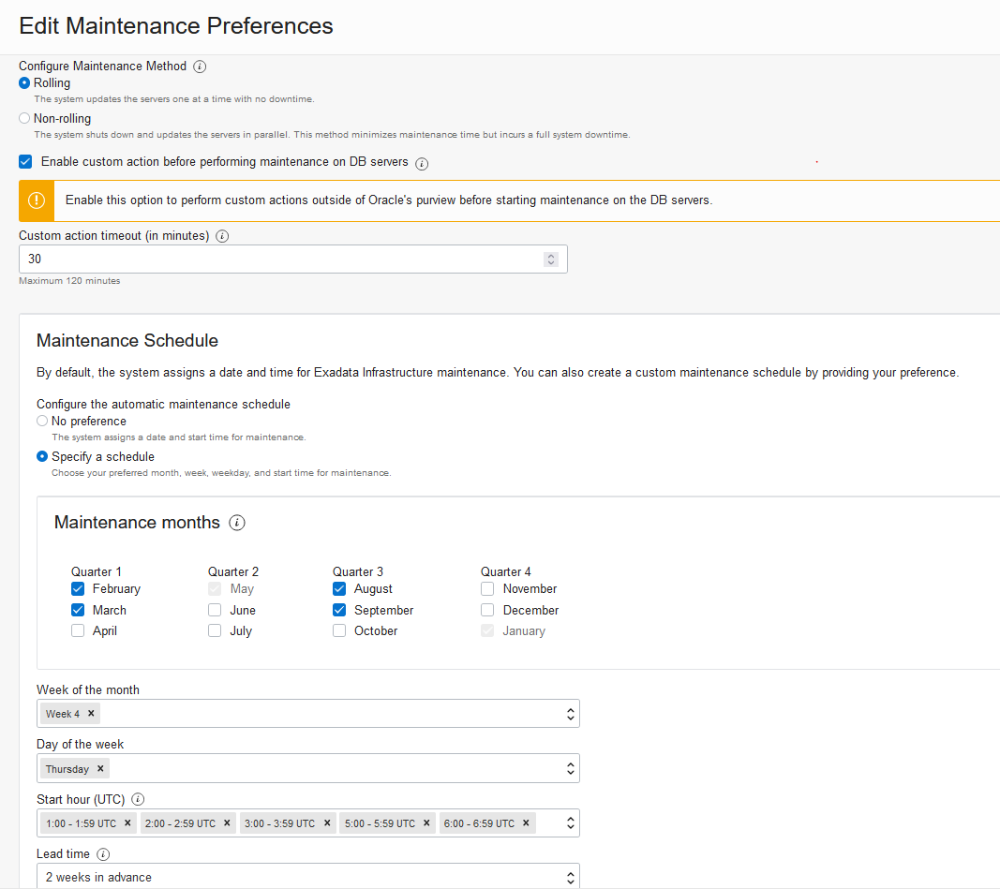 Edit Maintenance Preferences
Configure Maintenance Method
Rolling
The system updates the servers one at a time with no downtime.
Non-rolling
The system shuts down and updates the servers in parallel. This method minimizes maintenance time but incurs a full system downtime.
Enable custom action before performing maintenance on DB servers
Enable this option to perform custom actions outside of Oracle's purview before starting maintenance on the DB servers.
Custom action timeout (in minutes)
30
Maximum 120 minutes
Maintenance Schedule
By default, the system assigns a date and time for Exadata Infrastructure maintenance. You can also create a custom maintenance schedule by providing your preference.
Configure the automatic maintenance schedule
No preference
The system assigns a date and start time for maintenance.
Specify a schedule
Choose your preferred month, week, weekday, and start time for maintenance.
Maintenance months
Quarter 1 Quarter 2 Quarter 3 Quarter 4
February May August November
March June September December
April July October January
Week of the month
Week 4 ×
Day of the week
Thursday ×
Start hour (UTC)
1:00 - 1:59 UTC × 2:00 - 2:59 UTC × 3:00 - 3:59 UTC × 5:00 - 5:59 UTC × 6:00 - 6:59 UTC ×
Lead time
2 weeks in advance